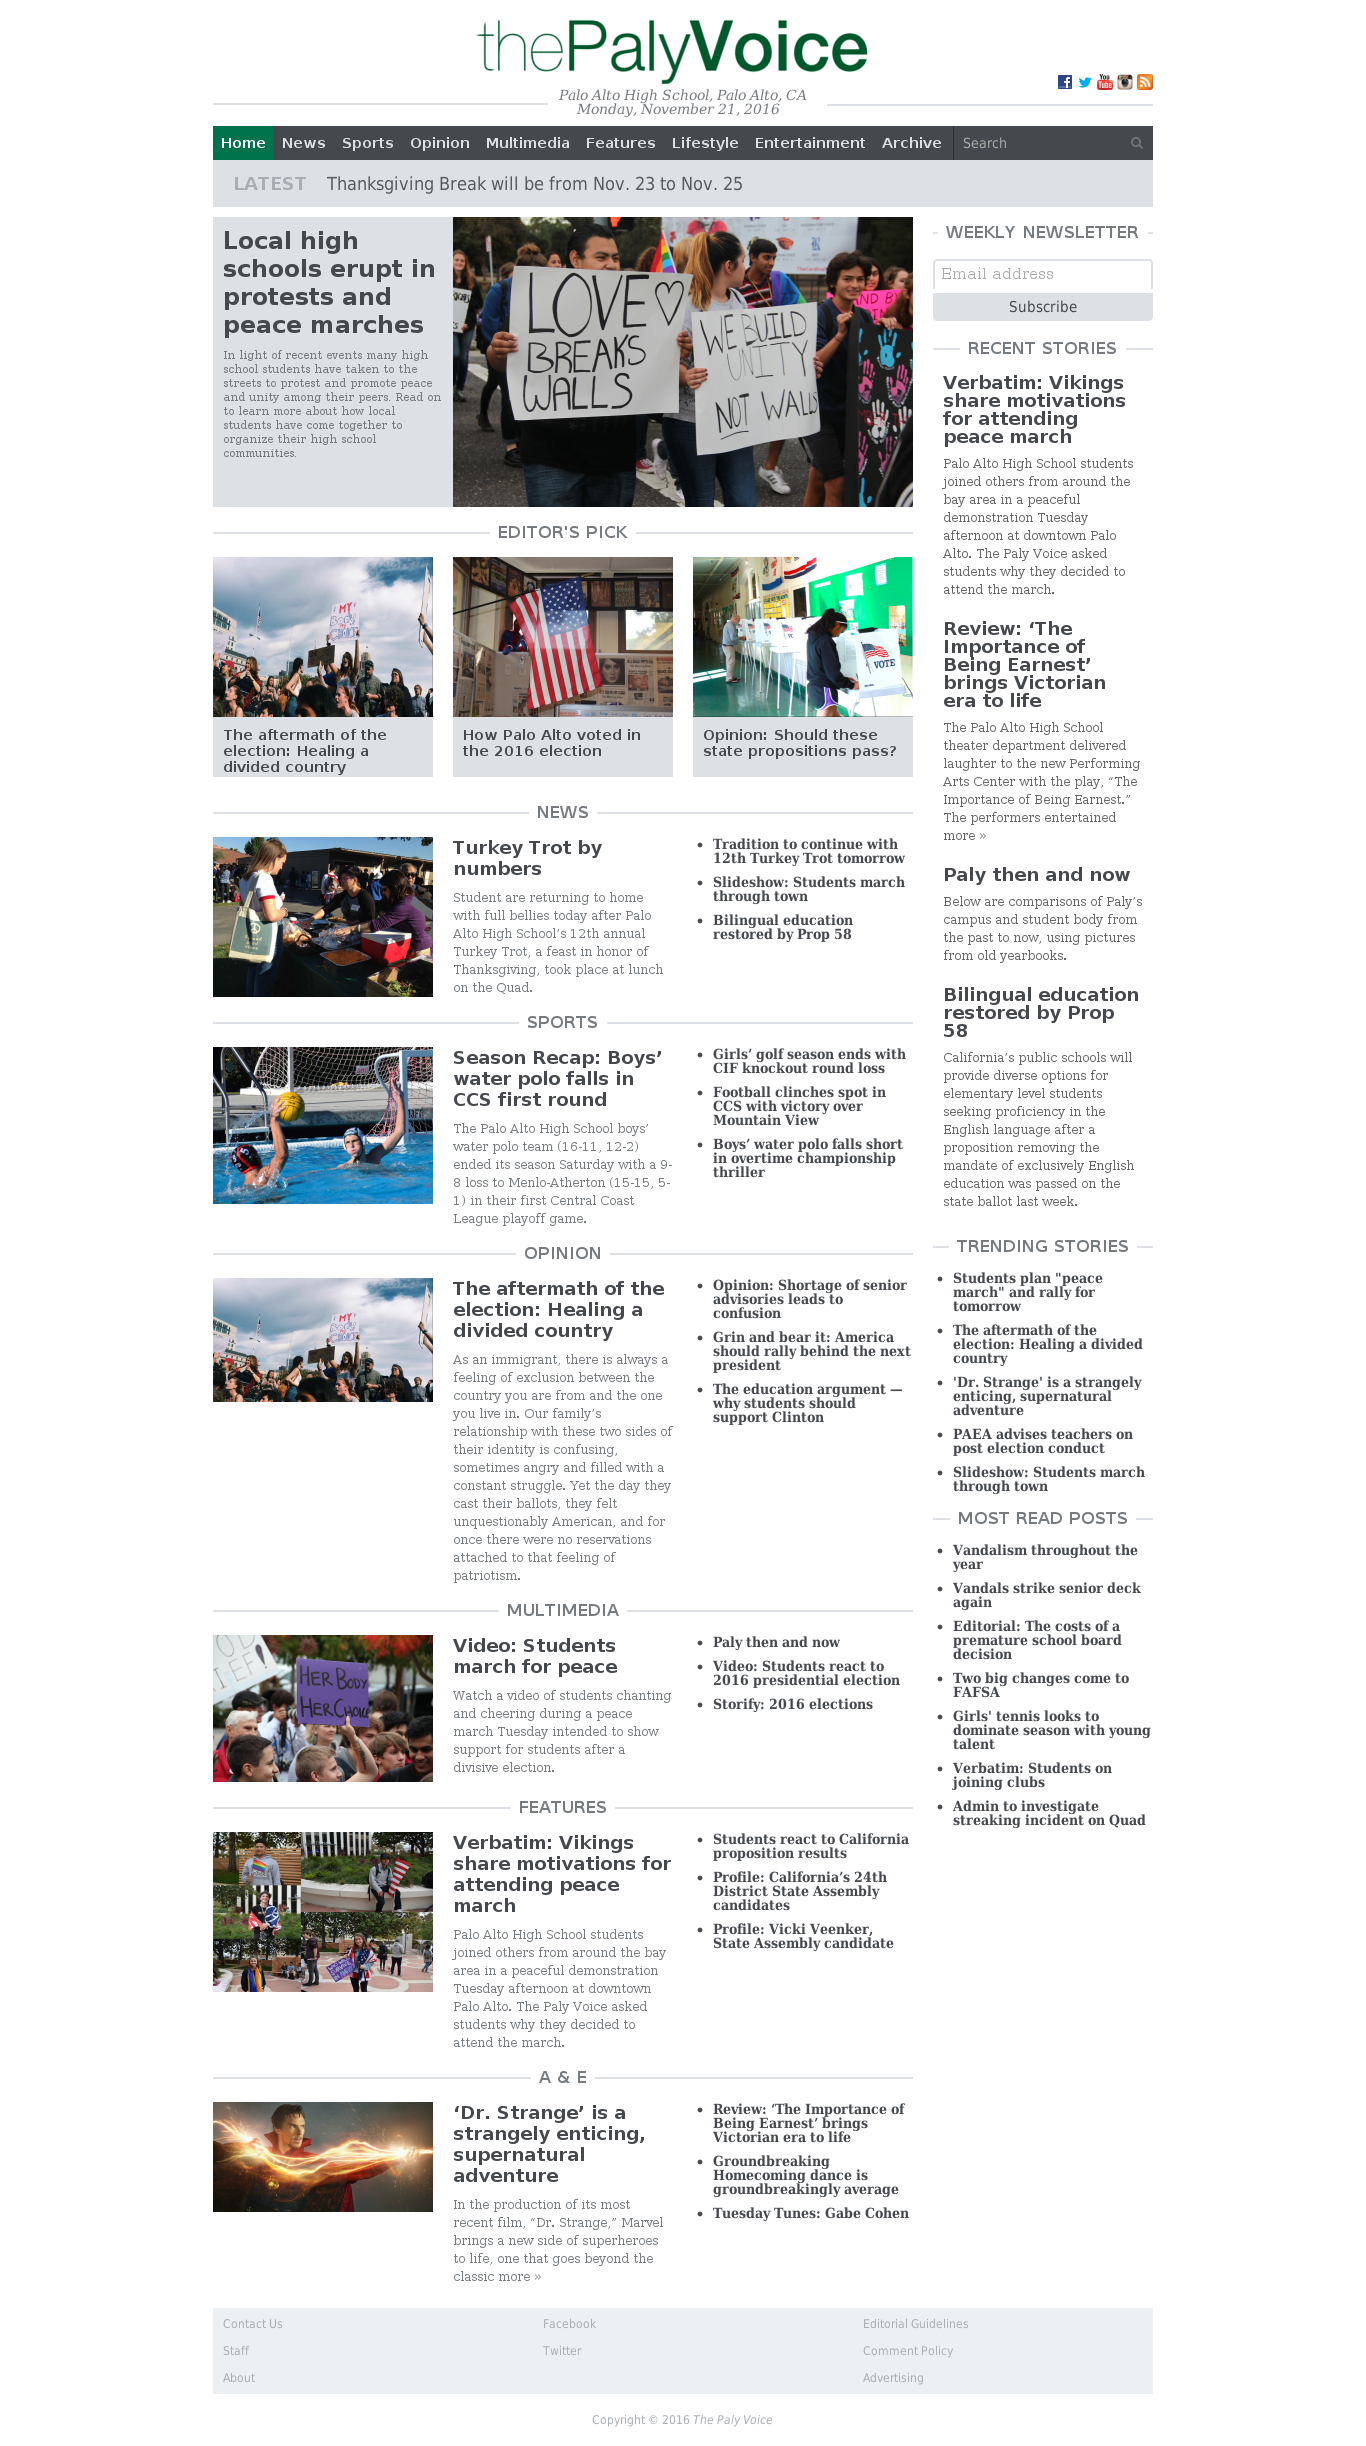 thePalyVoice
Palo Alto High School, Palo Alto, CA
Monday, November 21, 2016
Home News Sports Opinion Multimedia Features Lifestyle Entertainment Archive Search
LATEST Thanksgiving Break will be from Nov. 23 to Nov. 25
Local high
schools erupt in
protests and
peace marches
In light of recent events many high
school students have taken to the
streets to protest and promote peace
and unity among their peers. Read on
to learn more about how local
students have come together to
organize their high school
communities.
LOVE
BREAKS
WALLS
WE BUILD
UNITY
NOT WALLS
EDITOR'S PICK
The aftermath of the
election: Healing a
divided country
How Palo Alto voted in
the 2016 election
VOTE
Opinion: Should these
state propositions pass?
NEWS
Turkey Trot by
numbers
Student are returning to home
with full bellies today after Palo
Alto High School’s 12th annual
Turkey Trot, a feast in honor of
Thanksgiving, took place at lunch
on the Quad.
Tradition to continue with
12th Turkey Trot tomorrow
Slideshow: Students march
through town
Bilingual education
restored by Prop 58
SPORTS
Season Recap: Boys’
water polo falls in
CCS first round
The Palo Alto High School boys’
water polo team (16-11, 12-2)
ended its season Saturday with a 9-
8 loss to Menlo-Atherton (15-15, 5-
1) in their first Central Coast
League playoff game.
Girls’ golf season ends with
CIF knockout round loss
Football clinches spot in
CCS with victory over
Mountain View
Boys’ water polo falls short
in overtime championship
thriller
OPINION
The aftermath of the
election: Healing a
divided country
As an immigrant, there is always a
feeling of exclusion between the
country you are from and the one
you live in. Our family’s
relationship with these two sides of
their identity is confusing,
sometimes angry and filled with a
constant struggle. Yet the day they
cast their ballots, they felt
unquestionably American, and for
once there were no reservations
attached to that feeling of
patriotism.
Opinion: Shortage of senior
advisories leads to
confusion
Grin and bear it: America
should rally behind the next
president
The education argument —
why students should
support Clinton
MULTIMEDIA
HER BODY
HER CHOICE
Video: Students
march for peace
Watch a video of students chanting
and cheering during a peace
march Tuesday intended to show
support for students after a
divisive election.
Paly then and now
Video: Students react to
2016 presidential election
Storify: 2016 elections
FEATURES
Verbatim: Vikings
share motivations for
attending peace
march
Palo Alto High School students
joined others from around the bay
area in a peaceful demonstration
Tuesday afternoon at downtown
Palo Alto. The Paly Voice asked
students why they decided to
attend the march.
Students react to California
proposition results
Profile: California’s 24th
District State Assembly
candidates
Profile: Vicki Veenker,
State Assembly candidate
A & E
‘Dr. Strange’ is a
strangely enticing,
supernatural
adventure
In the production of its most
recent film, “Dr. Strange,” Marvel
brings a new side of superheroes
to life, one that goes beyond the
classic more »
Review: ‘The Importance of
Being Earnest’ brings
Victorian era to life
Groundbreaking
Homecoming dance is
groundbreakingly average
Tuesday Tunes: Gabe Cohen
WEEKLY NEWSLETTER
Email address
Subscribe
RECENT STORIES
Verbatim: Vikings
share motivations
for attending
peace march
Palo Alto High School students
joined others from around the
bay area in a peaceful
demonstration Tuesday
afternoon at downtown Palo
Alto. The Paly Voice asked
students why they decided to
attend the march.
Review: ‘The
Importance of
Being Earnest’
brings Victorian
era to life
The Palo Alto High School
theater department delivered
laughter to the new Performing
Arts Center with the play, “The
Importance of Being Earnest.”
The performers entertained
more »
Paly then and now
Below are comparisons of Paly’s
campus and student body from
the past to now, using pictures
from old yearbooks.
Bilingual education
restored by Prop
58
California’s public schools will
provide diverse options for
elementary level students
seeking proficiency in the
English language after a
proposition removing the
mandate of exclusively English
education was passed on the
state ballot last week.
TRENDING STORIES
Students plan "peace
march" and rally for
tomorrow
The aftermath of the
election: Healing a divided
country
'Dr. Strange' is a strangely
enticing, supernatural
adventure
PAEA advises teachers on
post election conduct
Slideshow: Students march
through town
MOST READ POSTS
Vandalism throughout the
year
Vandals strike senior deck
again
Editorial: The costs of a
premature school board
decision
Two big changes come to
FAFSA
Girls' tennis looks to
dominate season with young
talent
Verbatim: Students on
joining clubs
Admin to investigate
streaking incident on Quad
Contact Us Facebook Editorial Guidelines
Staff Twitter Comment Policy
About Advertising
Copyright © 2016 The Paly Voice